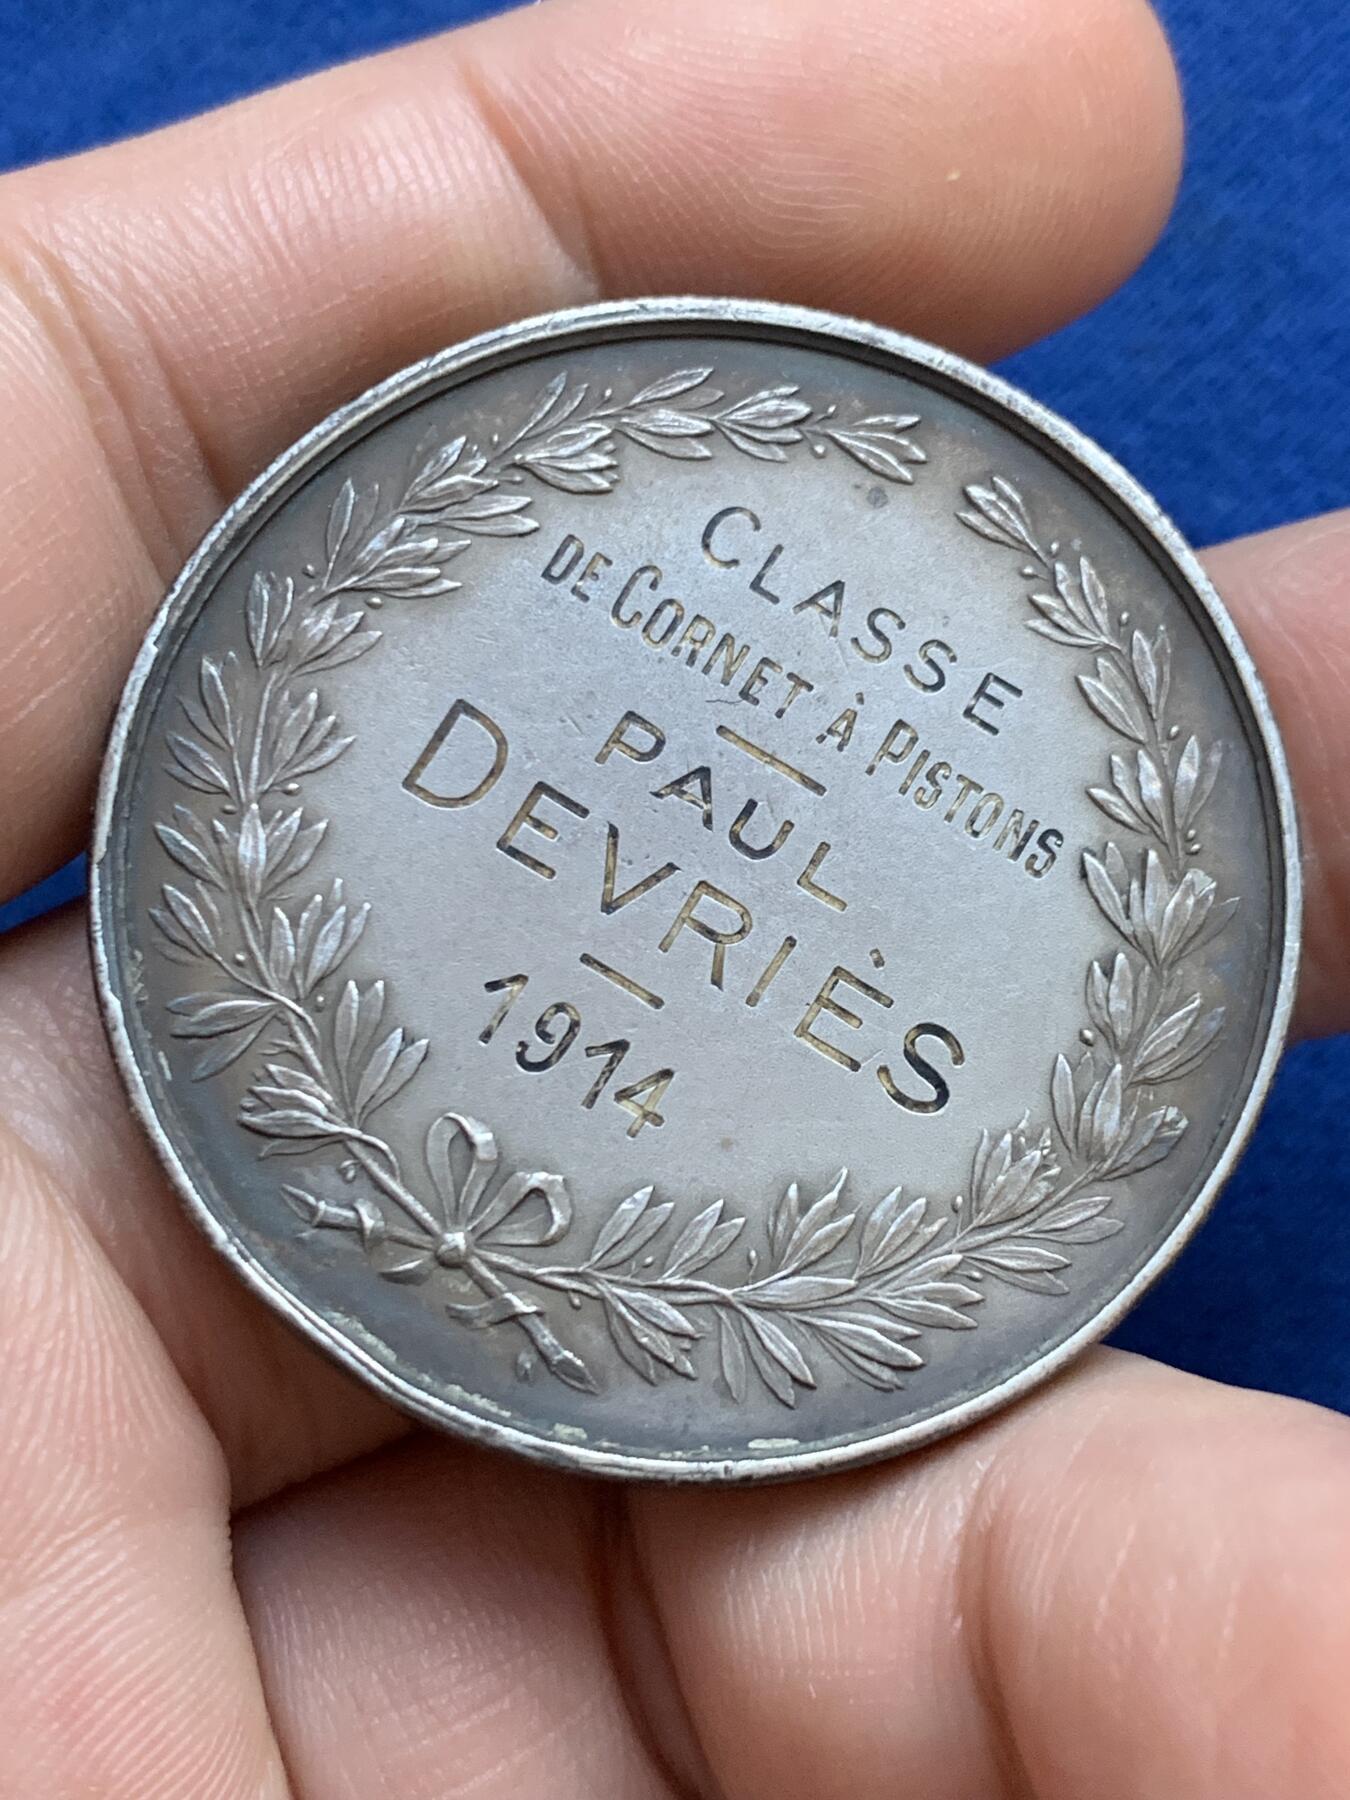 CLASSE
DE CORNET À PISTONS
PAUL
DEVRIÈS
1914